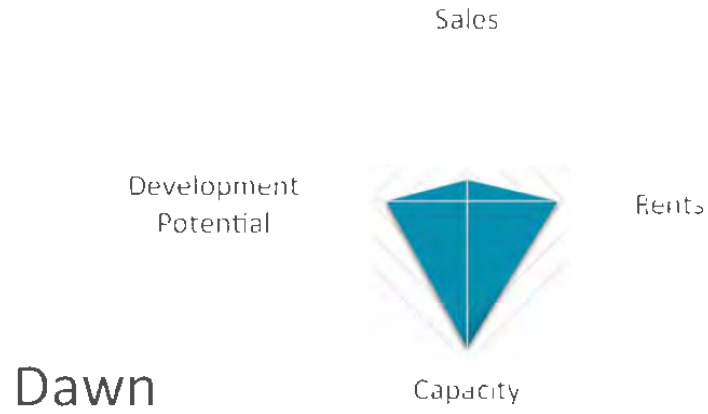 Sales
Development
Potential
Rents
Dawn
Capacity